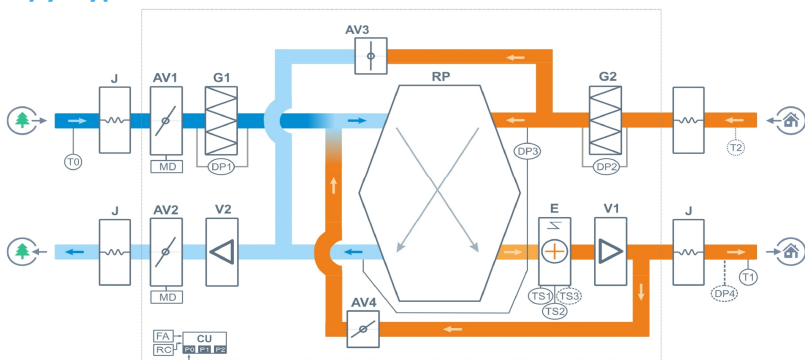 AV3
J AV1 G1 RP G2
T0 MD DP1 DP3 DP2 T2
J AV2 V2 E V1 J
MD TS1 TS3 DP4 T1
TS2
AV4
FA CU
RC P0 P1 P2